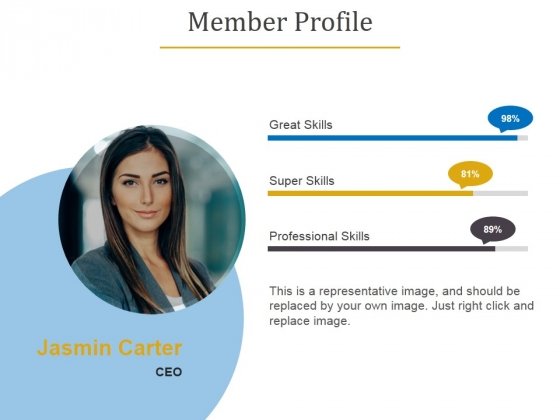 Member Profile
98%
Great Skills
81%
Super Skills
89%
Professional Skills
This is a representative image, and should be
replaced by your own image. Just right click and
replace image.
Jasmin Carter
CEO